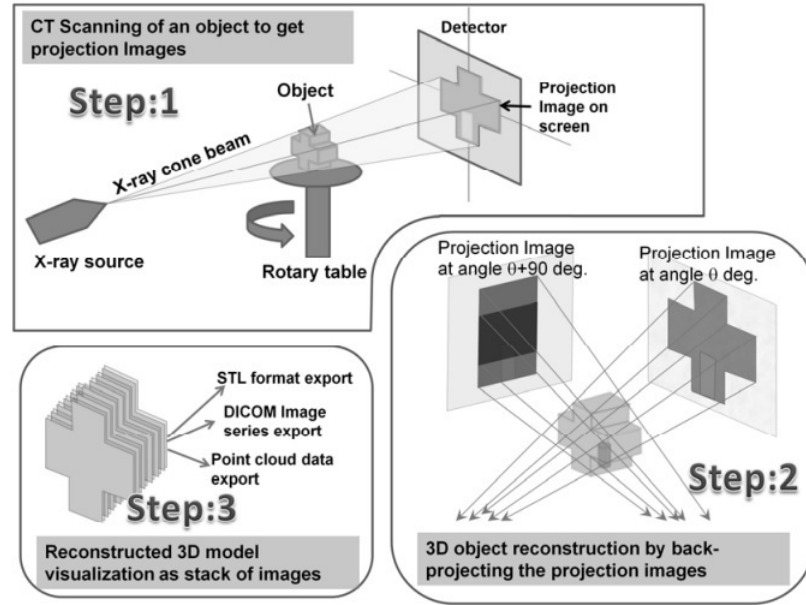 CT Scanning of an object to get
projection Images
Step:1
Detector
Object
Projection
Image on
screen
X-ray cone beam
X-ray source
Rotary table
Projection Image
at angle θ+90 deg.
Projection Image
at angle θ deg.
Step:2
3D object reconstruction by back-
projecting the projection images
STL format export
DICOM Image
series export
Point cloud data
export
Step:3
Reconstructed 3D model
visualization as stack of images